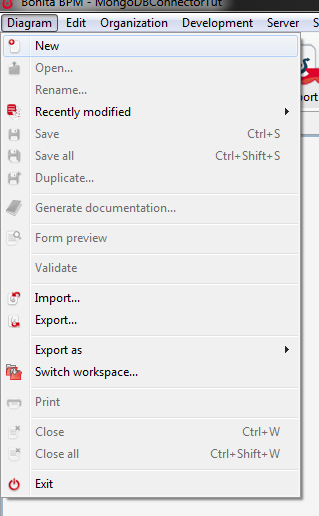 Bonita BPM - MongoDBConnectorTut
Diagram Edit Organization Development Server S
New
Open...
Rename...
Recently modified
Save Ctrl+S
Save all Ctrl+Shift+S
Duplicate...
Generate documentation...
Form preview
Validate
Import...
Export...
Export as
Switch workspace...
Print
Close Ctrl+W
Close all Ctrl+Shift+W
Exit
ort